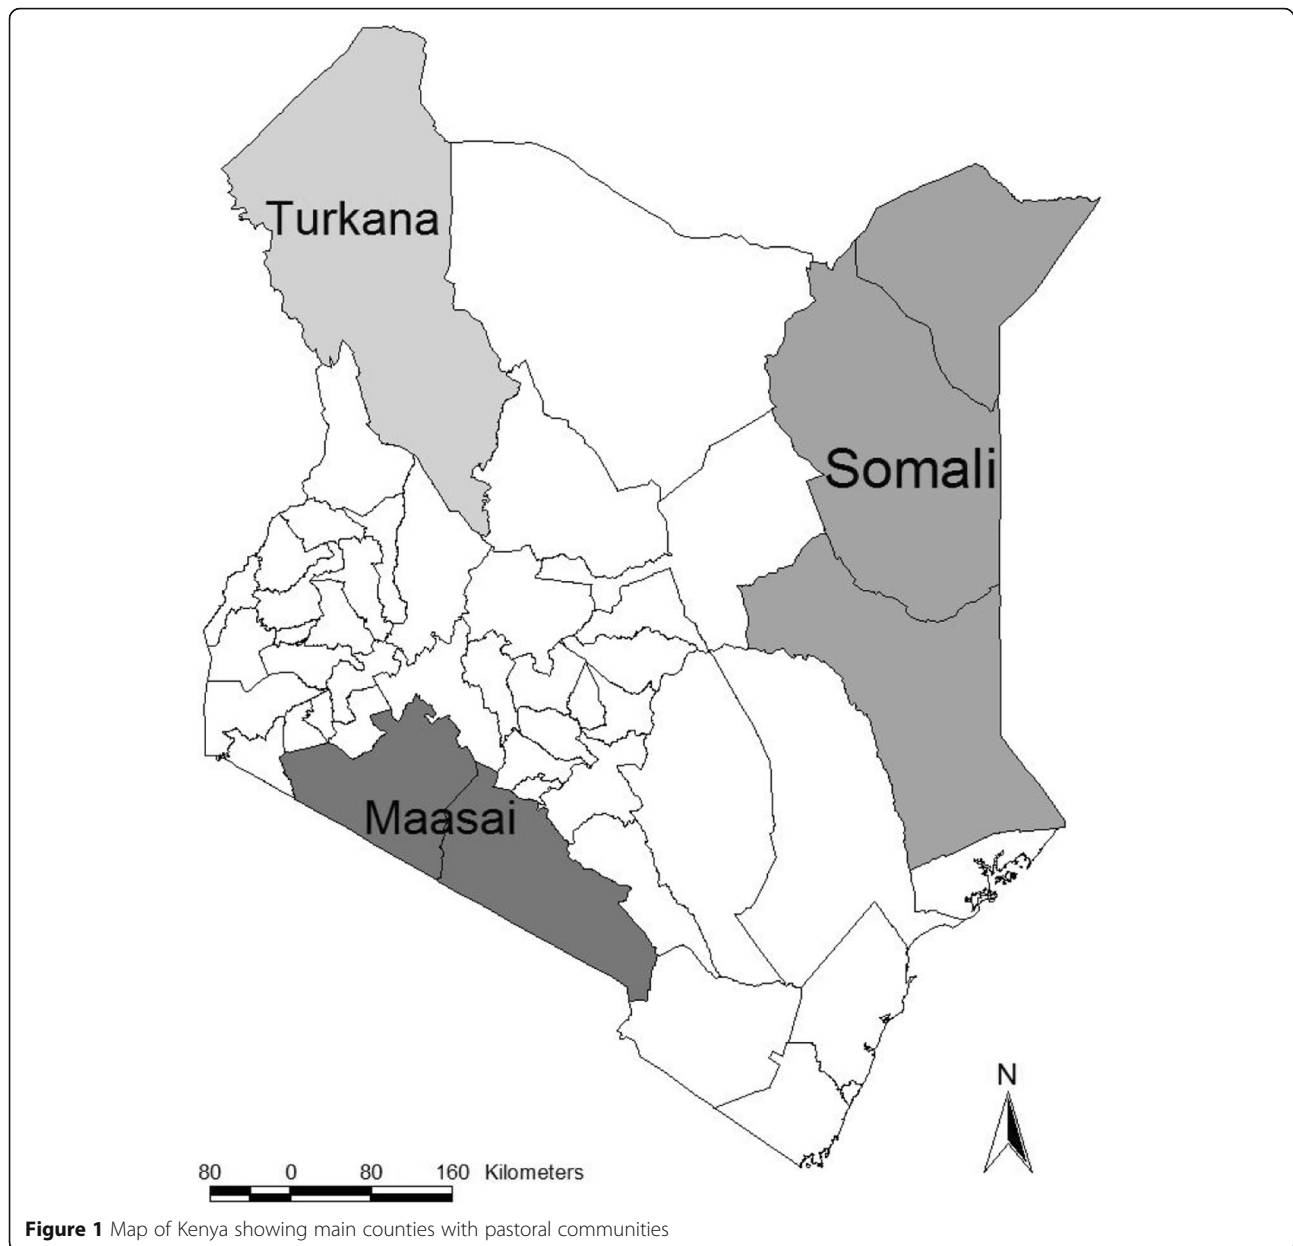 Turkana
Somali
Maasai
N
80 0 80 160 Kilometers
Figure 1 Map of Kenya showing main counties with pastoral communities